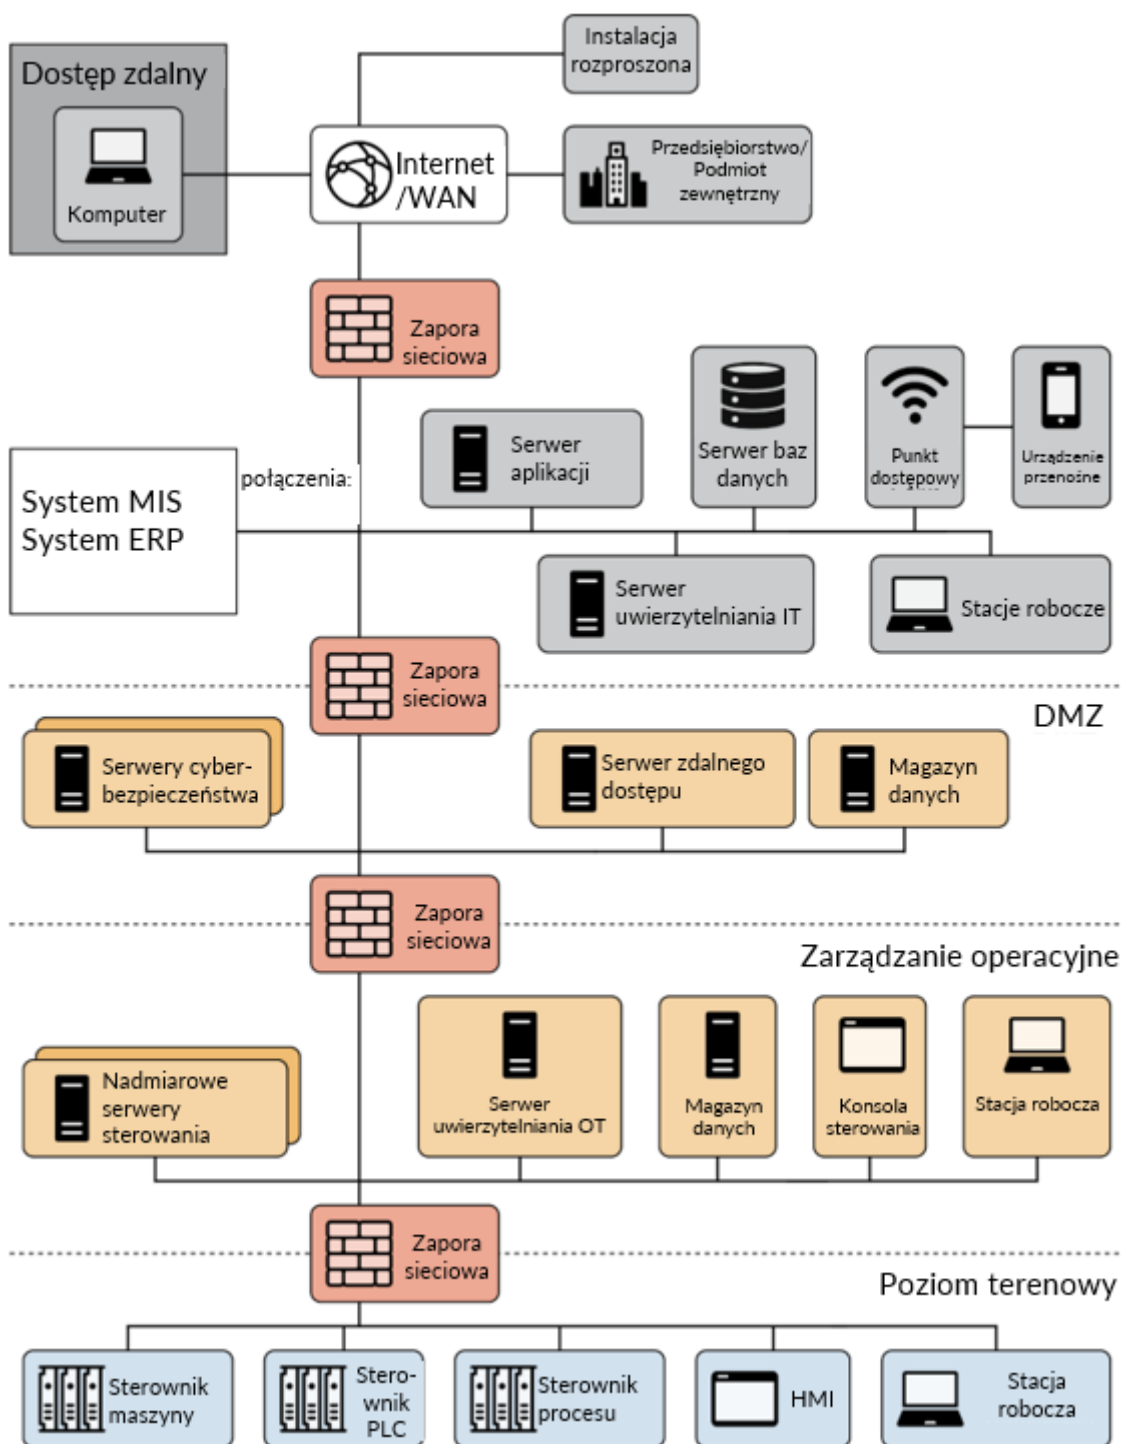 Instalacja
rozproszona
Dostęp zdalny
Komputer
Internet
/WAN
Przedsiębiorstwo/
Podmiot
zewnętrzny
Zapora
sieciowa
System MIS
System ERP
połączenia:
Serwer
aplikacji
Serwer baz
danych
Punkt
dostępowy
Urządzenie
przenośne
Serwer
uwierzytelniania IT
Stacje robocze
Zapora
sieciowa
DMZ
Serwery cyber-
bezpieczeństwa
Serwer zdalnego
dostępu
Magazyn
danych
Zapora
sieciowa
Zarządzanie operacyjne
Nadmiarowe
serwery
sterowania
Serwer
uwierzytelniania OT
Magazyn
danych
Konsola
sterowania
Stacja robocza
Zapora
sieciowa
Poziom terenowy
Sterownik
maszyny
Stero-
wnik
PLC
Sterownik
procesu
HMI
Stacja
robocza